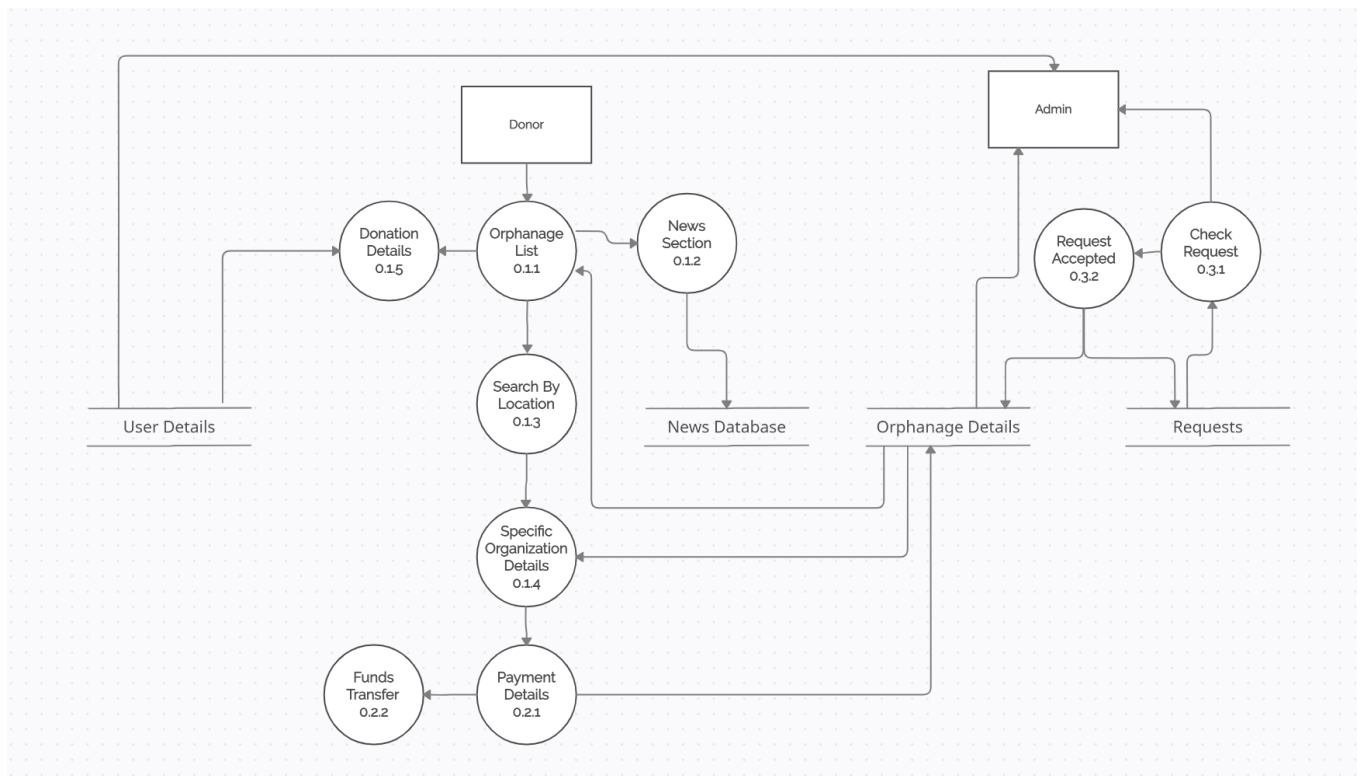 Donor
Admin
Donation
Details
0.1.5
Orphanage
List
0.1.1
News
Section
0.1.2
Request
Accepted
0.3.2
Check
Request
0.3.1
Search By
Location
0.1.3
User Details
News Database
Orphanage Details
Requests
Specific
Organization
Details
0.1.4
Funds
Transfer
0.2.2
Payment
Details
0.2.1